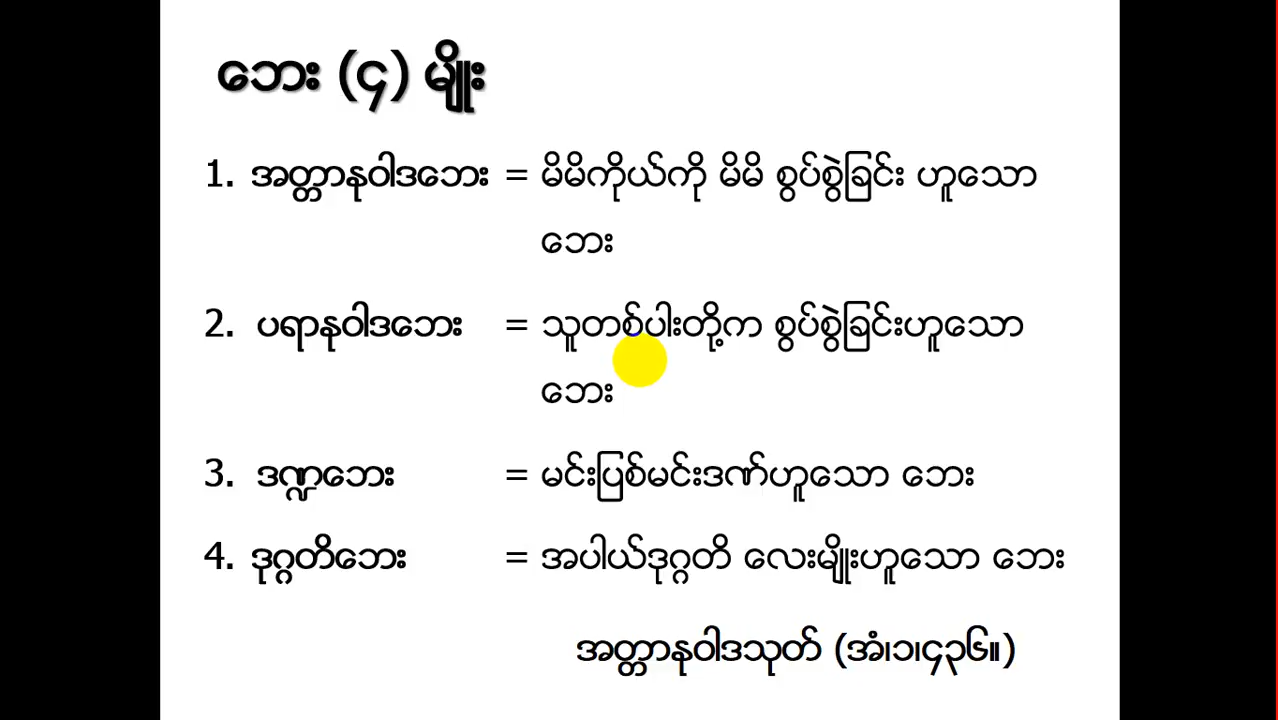 ဘေး (၄) မျိုး
1. အတ္တာနုဝါဒဘေး = မိမိကိုယ်ကို မိမိ စွပ်စွဲခြင်း ဟူသော
ဘေး
2. ပရာနုဝါဒဘေး = သူတစ်ပါးတို့က စွပ်စွဲခြင်းဟူသော
ဘေး
3. ဒဏ္ဍဘေး = မင်းပြစ်မင်းဒဏ်ဟူသော ဘေး
4. ဒုဂ္ဂတိဘေး = အပါယ်ဒုဂ္ဂတိ လေးမျိုးဟူသော ဘေး
အတ္တာနုဝါဒသုတ် (အံ၊၁၊၄၃၆။)